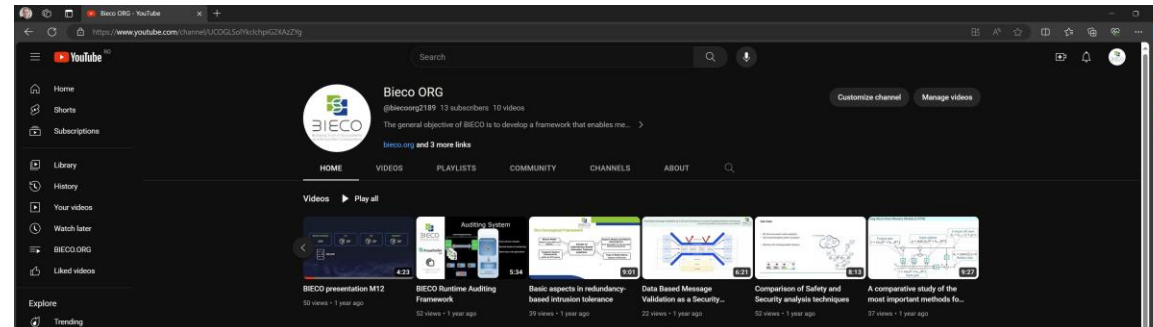 Bieco ORG - YouTube
https://www.youtube.com/channel/UCOGLSolYkclchpiG2XAzZYg
YouTube
Search
Home
Shorts
Subscriptions
Library
History
Your videos
Watch later
BIECO.ORG
Liked videos
Explore
Trending
BIECO
Bieco ORG
@biecoorg2189 13 subscribers 10 videos
The general objective of BIECO is to develop a framework that enables me...
bieco.org and 3 more links
Customize channel
Manage videos
HOME VIDEOS PLAYLISTS COMMUNITY CHANNELS ABOUT
Videos Play all
4:23
BIECO presentation M12
50 views • 1 year ago
Auditing System
BIECO
5:34
BIECO Runtime Auditing
Framework
52 views • 1 year ago
9:01
Basic aspects in redundancy-
based intrusion tolerance
39 views • 1 year ago
6:21
Data Based Message
Validation as a Security...
22 views • 1 year ago
8:13
Comparison of Safety and
Security analysis techniques
52 views • 1 year ago
9:27
A comparative study of the
most important methods fo...
37 views • 1 year ago